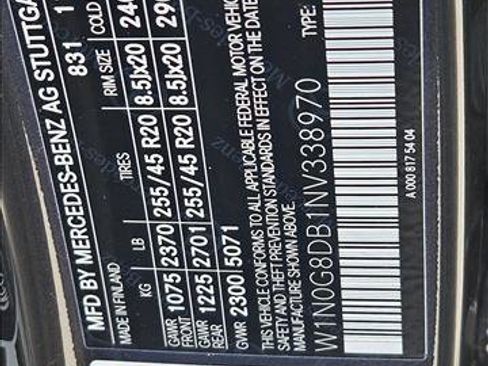 MFD BY MERCEDES-BENZ AG STUTTGA
MADE IN FINLAND 831 1
KG LB TIRES RIM SIZE COLD
GAWR FRONT 1075 2370 255/45 R20 8.5Jx20 240
GAWR REAR 1225 2701 255/45 R20 8.5Jx20 29
GVWR 2300 5071
THIS VEHICLE CONFORMS TO ALL APPLICABLE FEDERAL MOTOR VEHIC
SAFETY AND THEFT PREVENTION STANDARDS IN EFFECT ON THE DATE
MANUFACTURE SHOWN ABOVE.
W1N0G8DB1NV338970 TYPE:
A 000 817 54 04